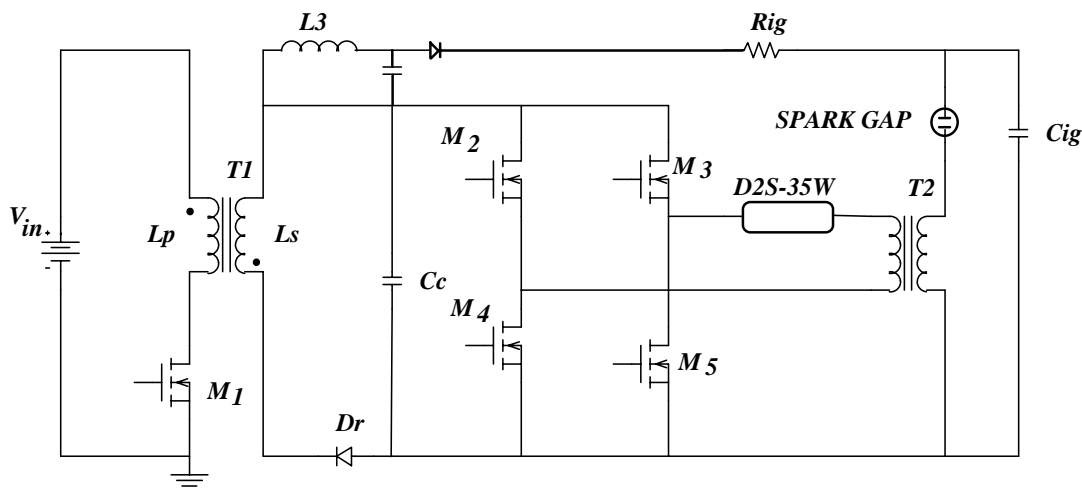 L3
Rig
SPARK GAP
Cig
M2
M3
T1
D2S-35W
T2
Vin
+
-
Lp
Ls
Cc
M4
M5
M1
Dr